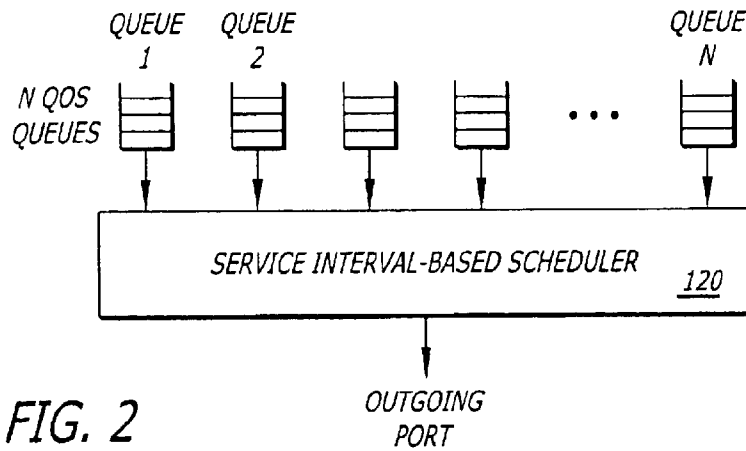 QUEUE
1
QUEUE
2
QUEUE
N
N QOS
QUEUES
SERVICE INTERVAL-BASED SCHEDULER
120
OUTGOING
PORT
FIG. 2